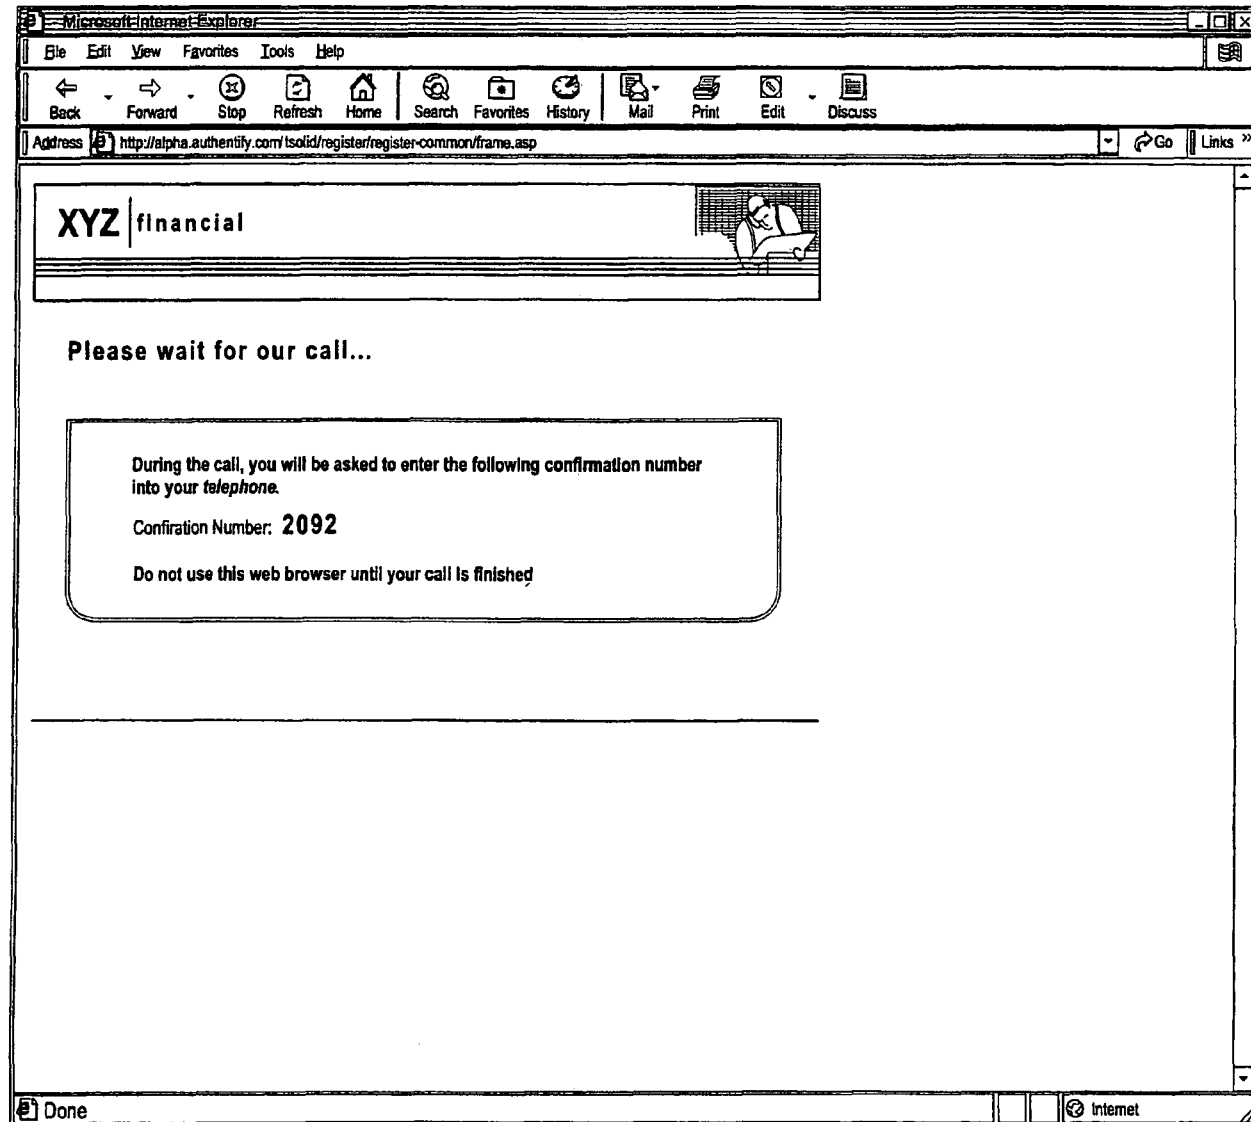 Microsoft Internet Explorer
File Edit View Favorites Tools Help
Back Forward Stop Refresh Home Search Favorites History Mail Print Edit Discuss
Address http://alpha.authentify.com/tsolid/register/register-common/frame.asp Go Links »
XYZ financial
Please wait for our call...
During the call, you will be asked to enter the following confirmation number
into your telephone.
Confiration Number: 2092
Do not use this web browser until your call is finished
Done Internet